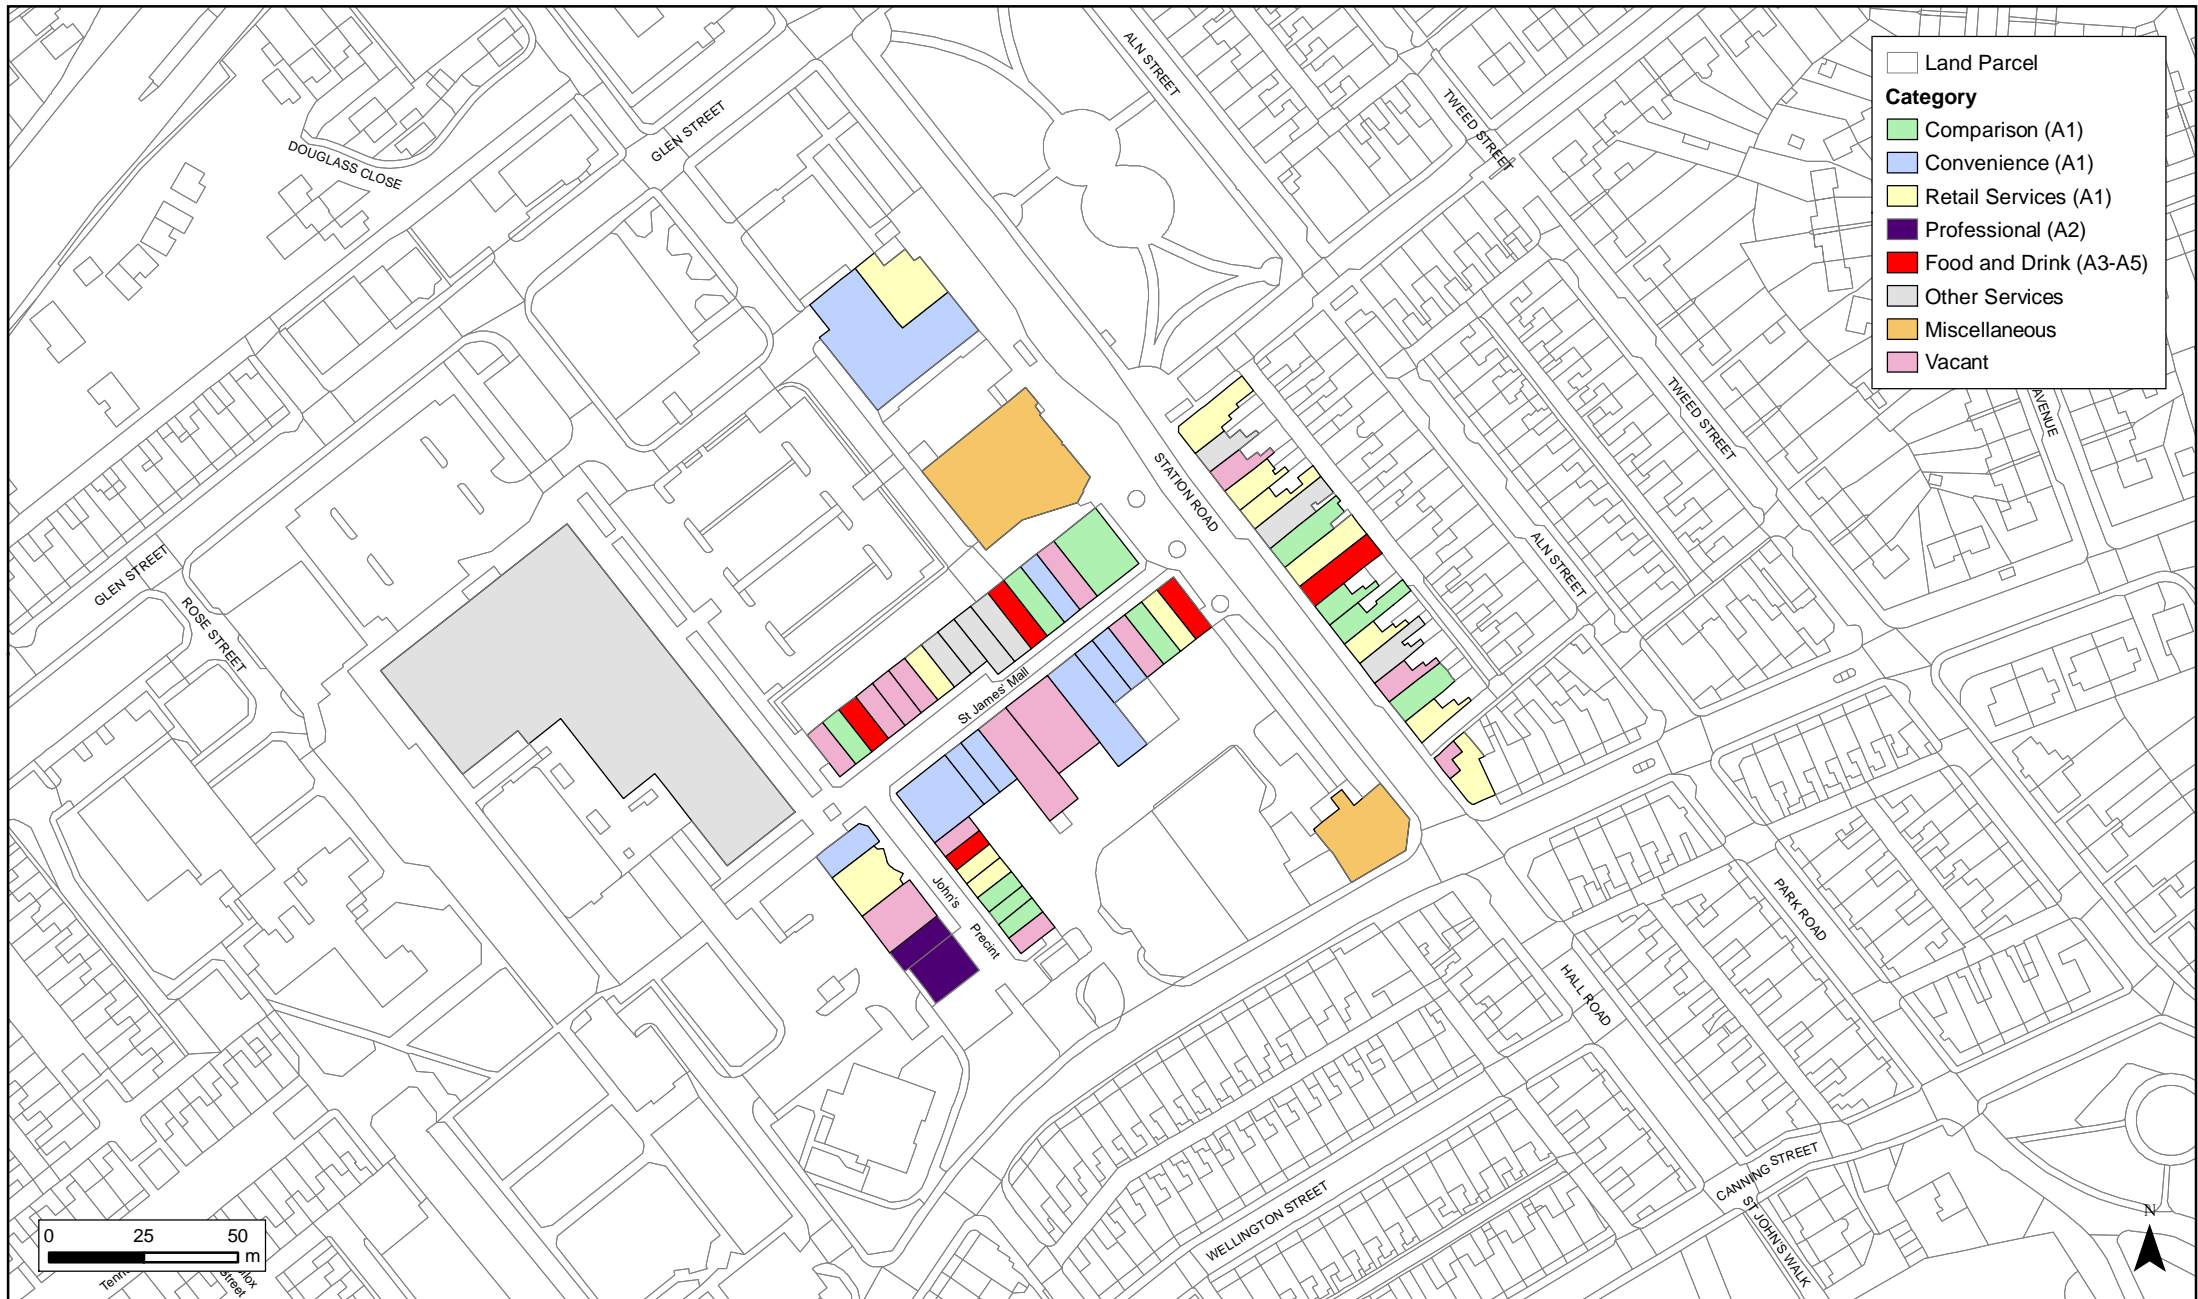 ALN STREET
TWEED STREET
GLEN STREET
DOUGLASS CLOSE
Land Parcel
Category
Comparison (A1)
Convenience (A1)
Retail Services (A1)
Professional (A2)
Food and Drink (A3-A5)
Other Services
Miscellaneous
Vacant
AVENUE
TWEED STREET
STATION ROAD
ALN STREET
GLEN STREET
ROSE STREET
St James' Mall
John's
Precint
PARK ROAD
HALL ROAD
CANNING STREET
ST JOHN'S WALK
WELLINGTON STREET
0 25 50
m
Street
N